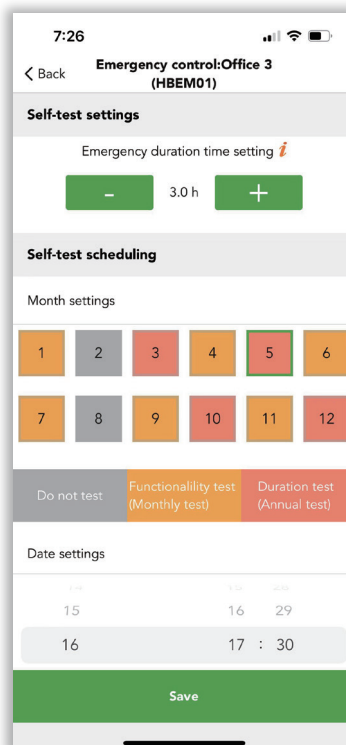 7:26
Back
Emergency control:Office 3
(HBEM01)
Self-test settings
Emergency duration time setting i
- 3.0 h +
Self-test scheduling
Month settings
1 2 3 4 5 6
7 8 9 10 11 12
Do not test
Functionalility test
(Monthly test)
Duration test
(Annual test)
Date settings
15 16 29
16 17 : 30
Save